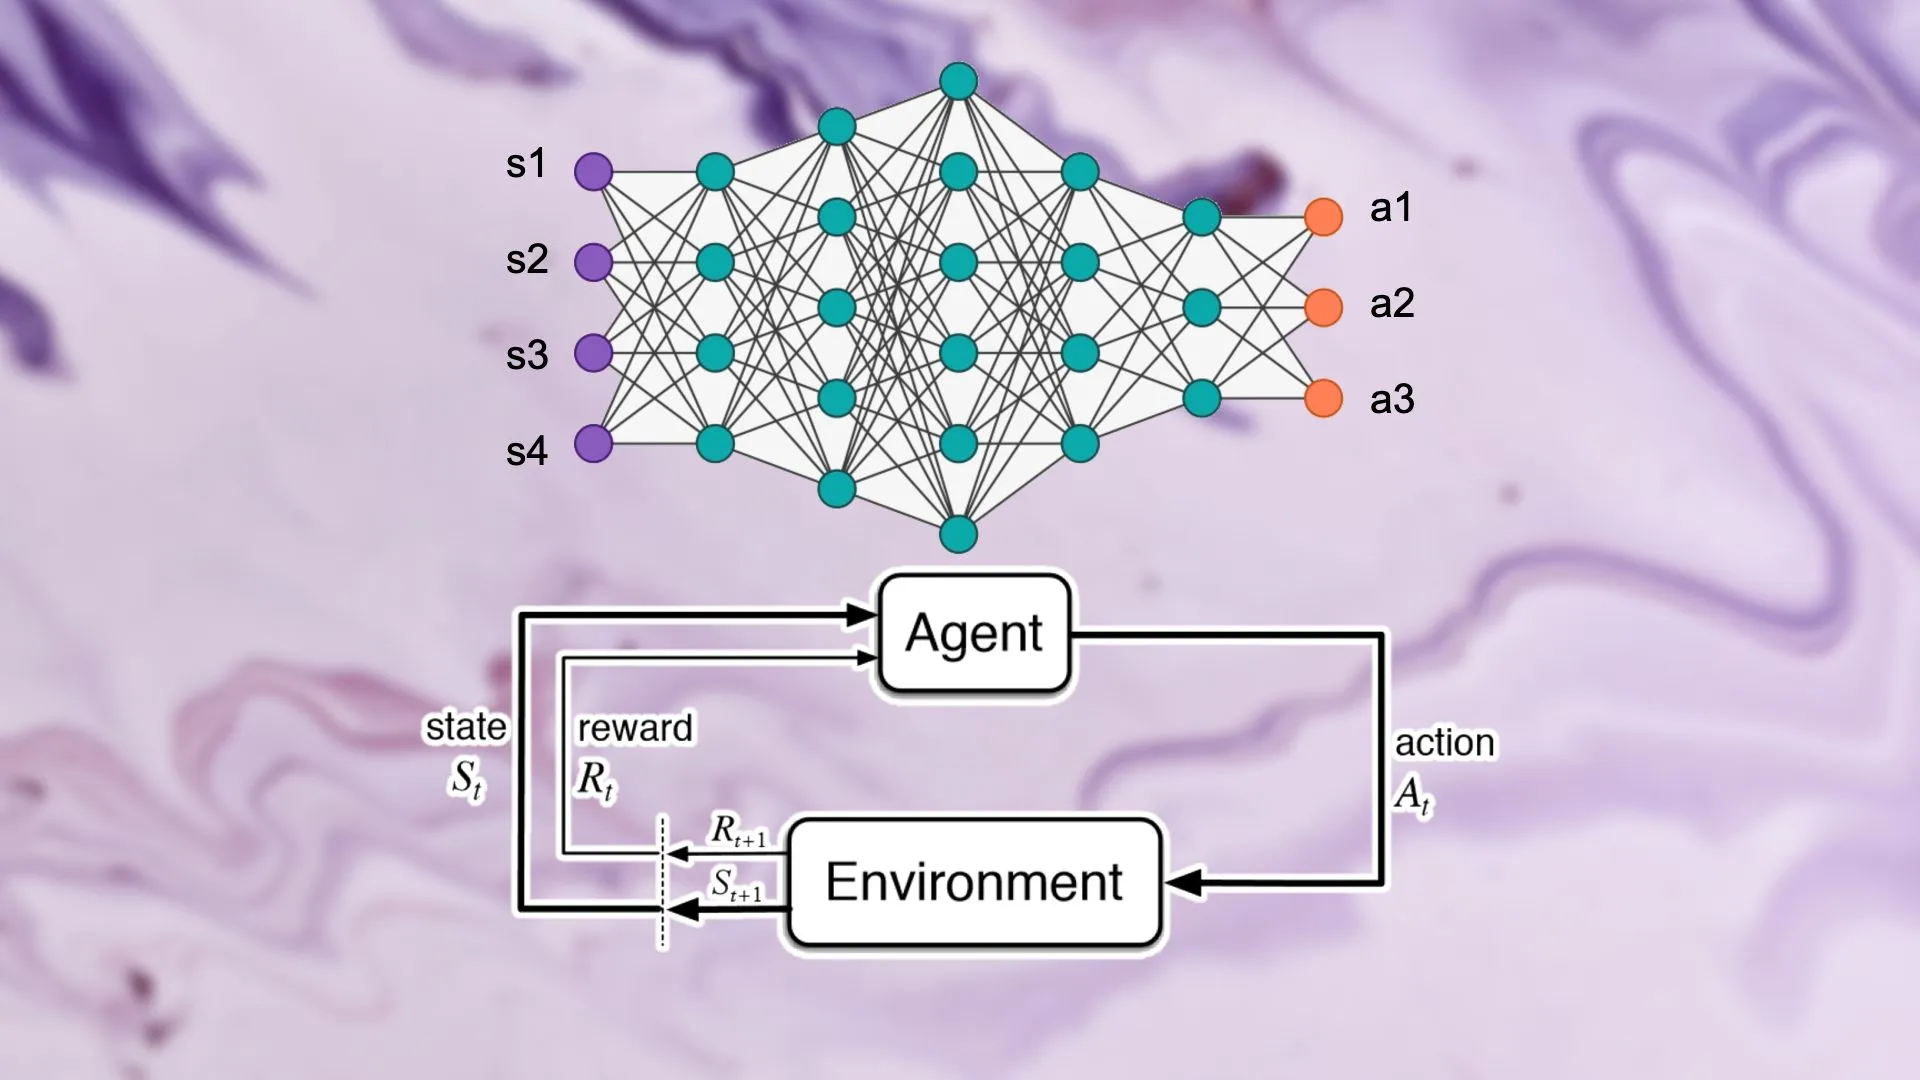 s1
s2
s3
s4
a1
a2
a3
Agent
state
S_t
reward
R_t
action
A_t
R_{t+1}
S_{t+1}
Environment